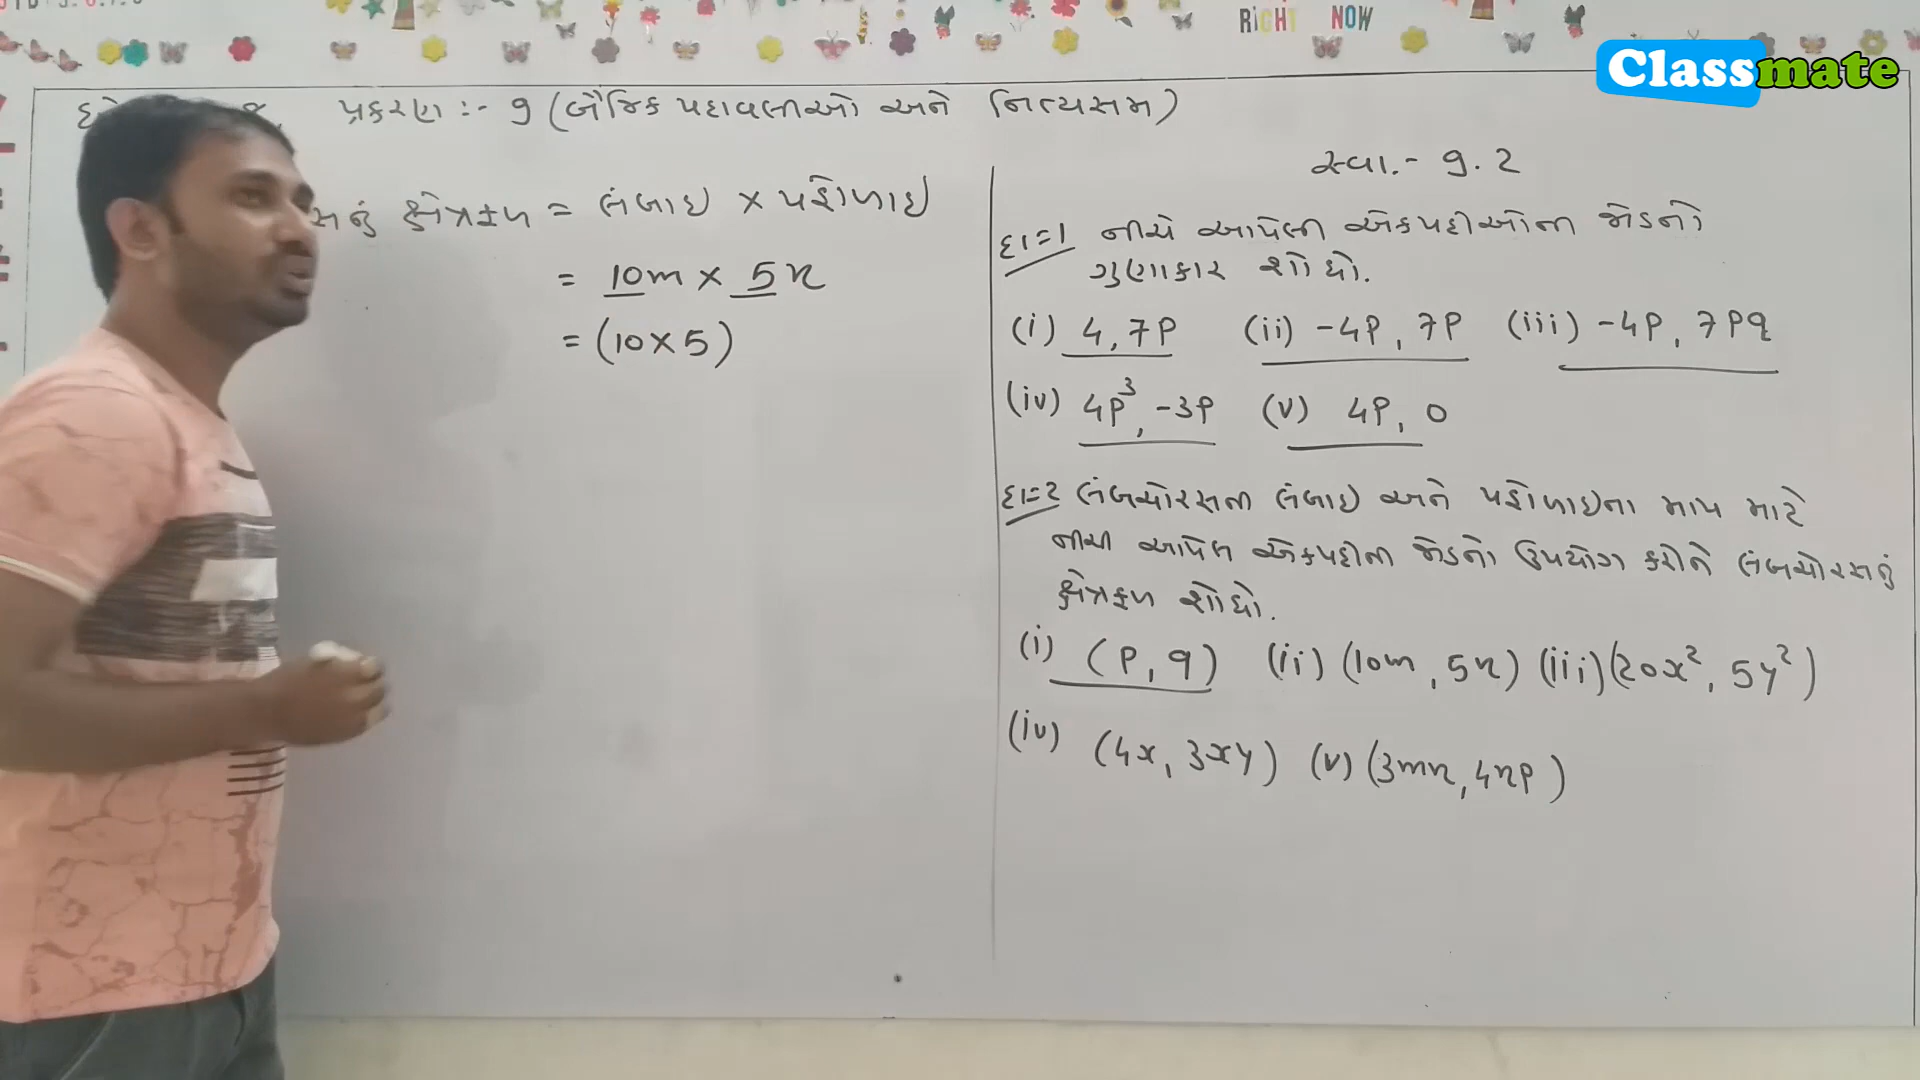 RIGHT NOW
Classmate
પ્રકરણ :- 9 (બૈજિક પદાવલીઓ અને નિત્યસમ)
સનું ક્ષેત્રફળ = લંબાઇ × પહોળાઇ
= 10m × 5n
= (10×5)
સ્વા.- 9.2
દા=1 નીચે આપેલી એકપદીઓના જોડનો
ગુણાકાર શોધો.
(i) 4, 7P (ii) -4P, 7P (iii) -4P, 7Pq
(iv) 4P³, -3P (v) 4P, 0
દા=2 લંબચોરસના લંબાઇ અને પહોળાઇના માપ માટે
નીચે આપેલ એકપદીના જોડનો ઉપયોગ કરીને લંબચોરસનું
ક્ષેત્રફળ શોધો.
(i) (P, q) (ii) (10m, 5n) (iii) (20x², 5y²)
(iv) (4x, 3xy) (v) (3mn, 4np)